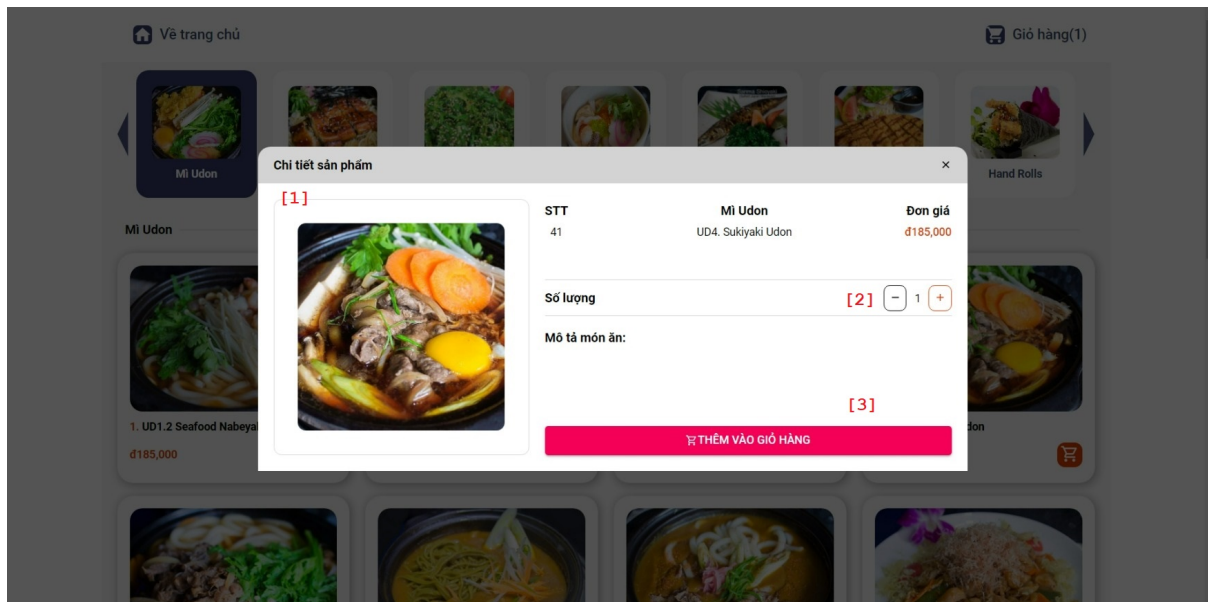 Về trang chủ
Giỏ hàng(1)
Mì Udon
Hand Rolls
Chi tiết sản phẩm
×
[1]
STT Mì Udon Đơn giá
41 UD4. Sukiyaki Udon đ185,000
Mì Udon
Số lượng [2] − 1 +
Mô tả món ăn:
[3]
THÊM VÀO GIỎ HÀNG
1. UD1.2 Seafood Nabeya
đ185,000